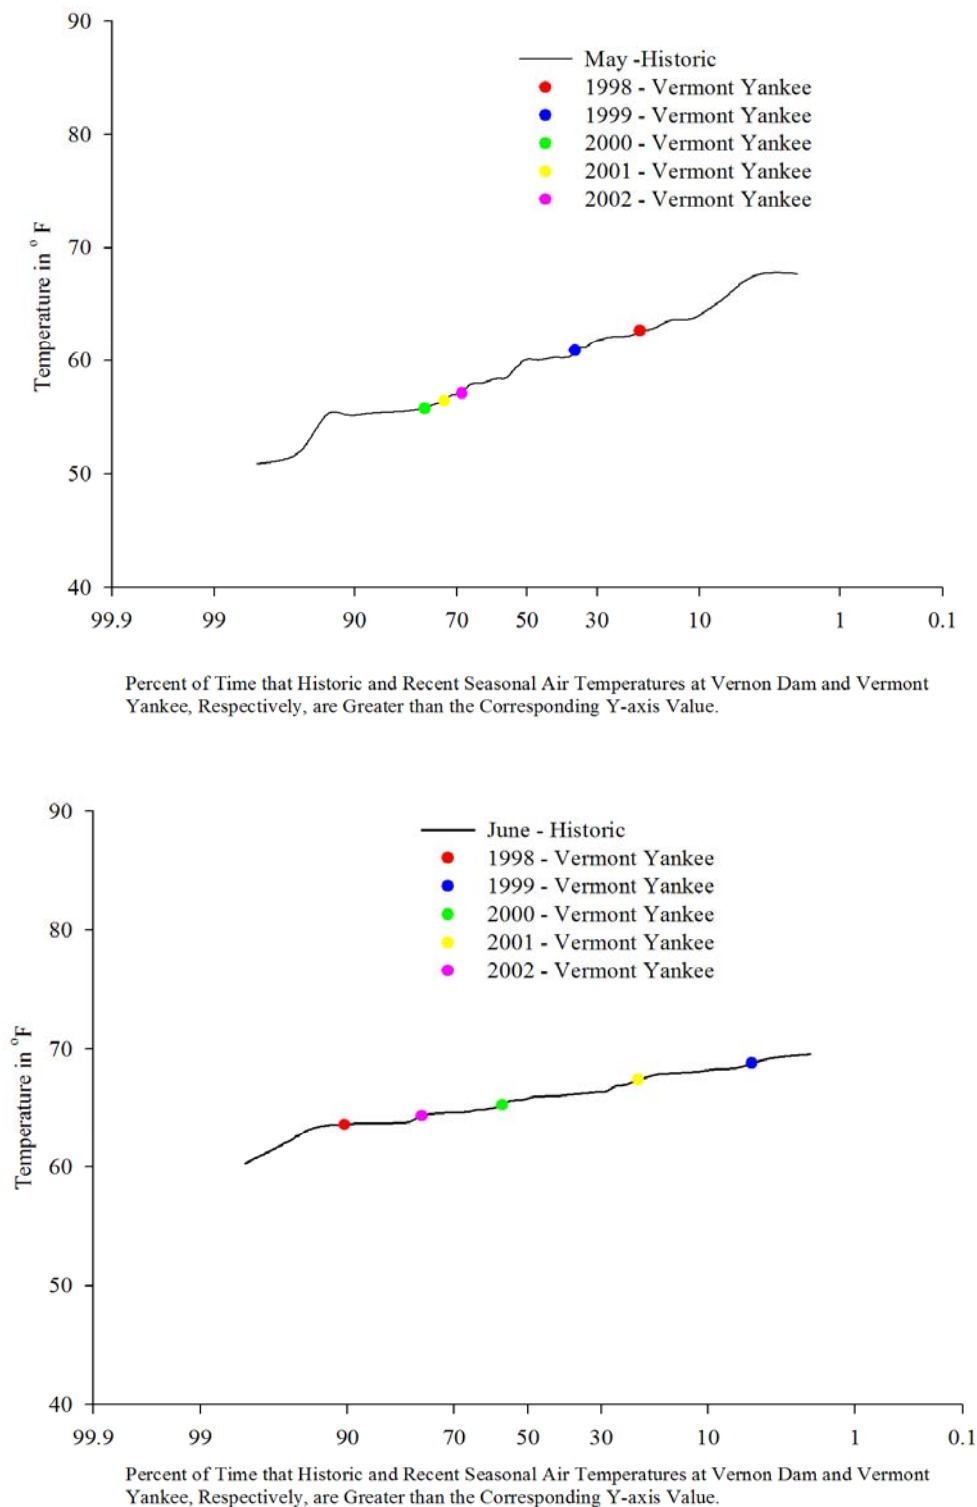 90
May -Historic
1998 - Vermont Yankee
1999 - Vermont Yankee
2000 - Vermont Yankee
2001 - Vermont Yankee
2002 - Vermont Yankee
80
70
60
50
40
Temperature in ° F
99.9 99 90 70 50 30 10 1 0.1
Percent of Time that Historic and Recent Seasonal Air Temperatures at Vernon Dam and Vermont
Yankee, Respectively, are Greater than the Corresponding Y-axis Value.
90
June - Historic
1998 - Vermont Yankee
1999 - Vermont Yankee
2000 - Vermont Yankee
2001 - Vermont Yankee
2002 - Vermont Yankee
80
70
60
50
40
Temperature in °F
99.9 99 90 70 50 30 10 1 0.1
Percent of Time that Historic and Recent Seasonal Air Temperatures at Vernon Dam and Vermont
Yankee, Respectively, are Greater than the Corresponding Y-axis Value.